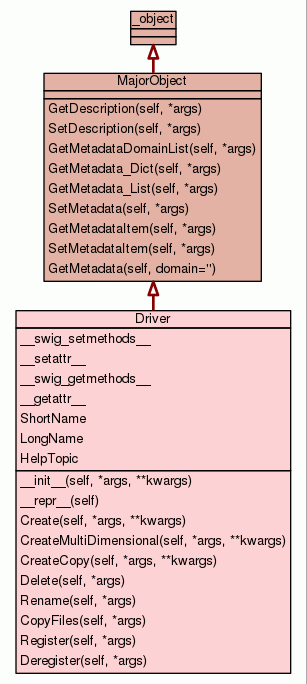 _object
MajorObject
GetDescription(self, *args)
SetDescription(self, *args)
GetMetadataDomainList(self, *args)
GetMetadata_Dict(self, *args)
GetMetadata_List(self, *args)
SetMetadata(self, *args)
GetMetadataItem(self, *args)
SetMetadataItem(self, *args)
GetMetadata(self, domain='')
Driver
__swig_setmethods__
__setattr__
__swig_getmethods__
__getattr__
ShortName
LongName
HelpTopic
__init__(self, *args, **kwargs)
__repr__(self)
Create(self, *args, **kwargs)
CreateMultiDimensional(self, *args, **kwargs)
CreateCopy(self, *args, **kwargs)
Delete(self, *args)
Rename(self, *args)
CopyFiles(self, *args)
Register(self, *args)
Deregister(self, *args)